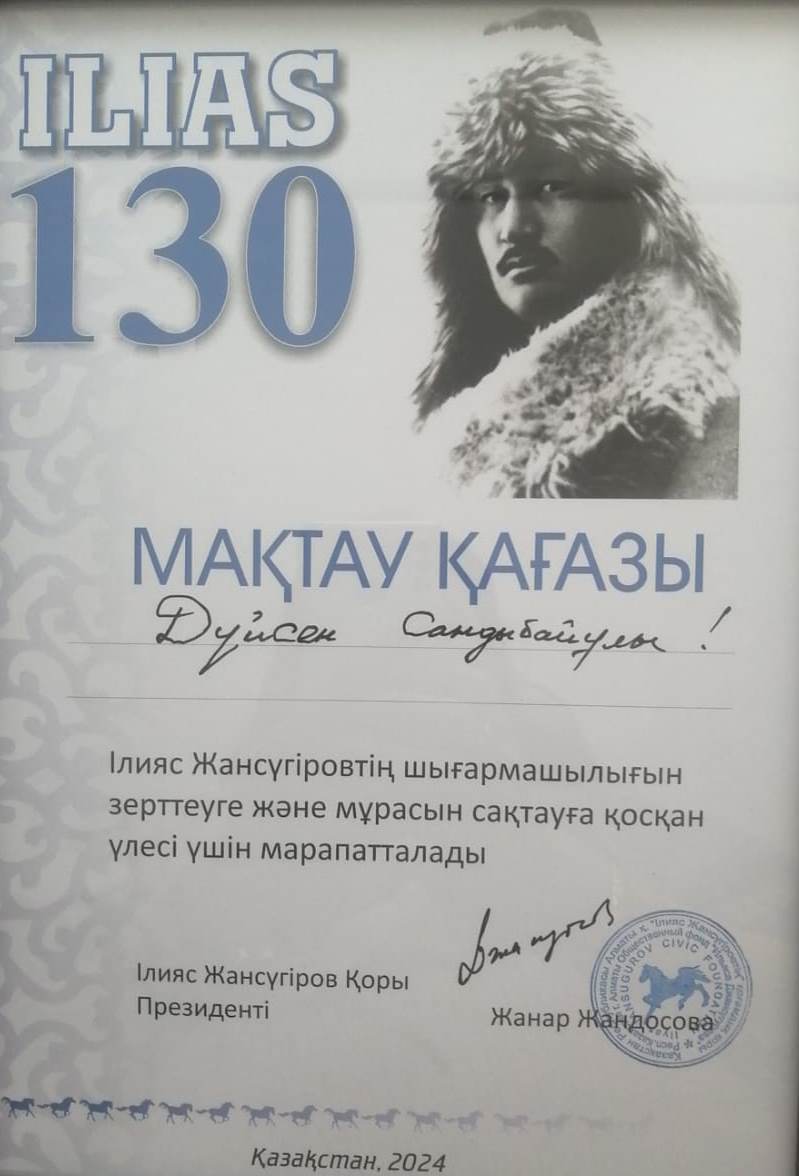 ILIAS
130
МАҚТАУ ҚАҒАЗЫ
Дүйсен Сандыбайұлы!
Ілияс Жансүгіровтің шығармашылығын
зерттеуге және мұрасын сақтауға қосқан
үлесі үшін марапатталады
Ілияс Жансүгіров Қоры
Президенті
Жанар Жандосова
Қазақстан, 2024